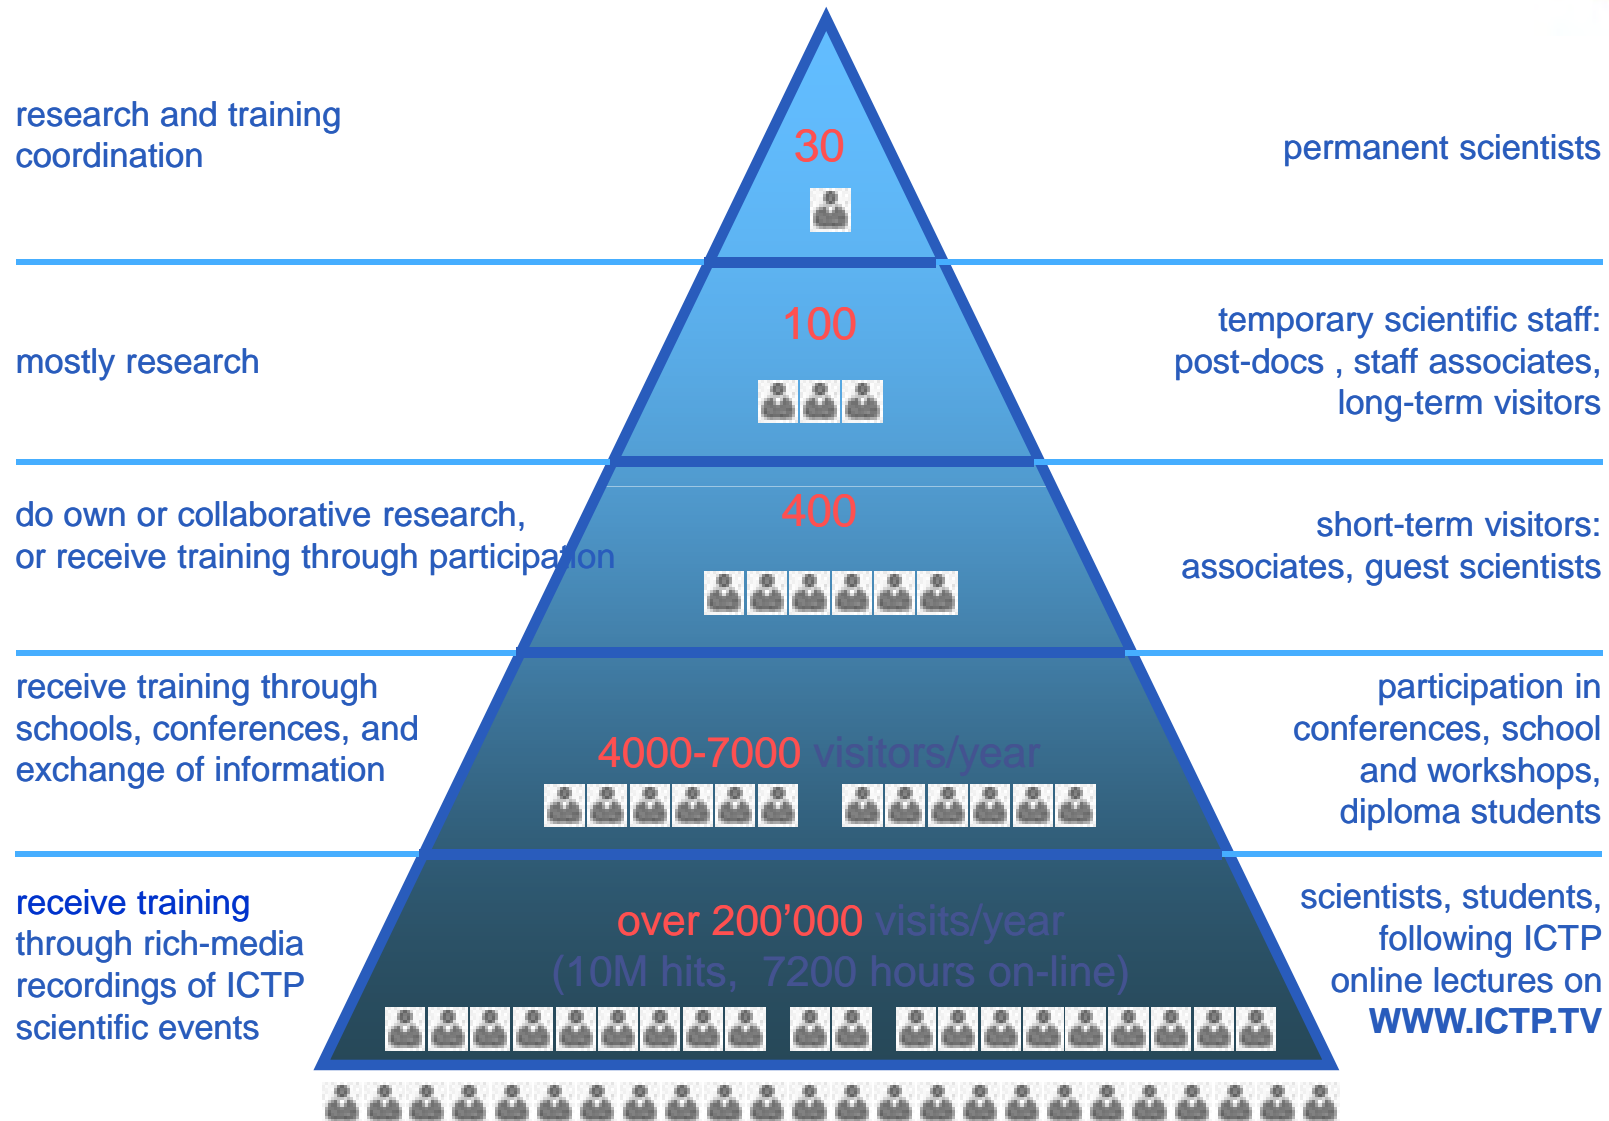 research and training
coordination
30
permanent scientists
mostly research
100
temporary scientific staff:
post-docs , staff associates,
long-term visitors
do own or collaborative research,
or receive training through participation
400
short-term visitors:
associates, guest scientists
receive training through
schools, conferences, and
exchange of information
4000-7000 visitors/year
participation in
conferences, school
and workshops,
diploma students
receive training
through rich-media
recordings of ICTP
scientific events
over 200’000 visits/year
(10M hits,  7200 hours on-line)
scientists, students,
following ICTP
online lectures on
WWW.ICTP.TV